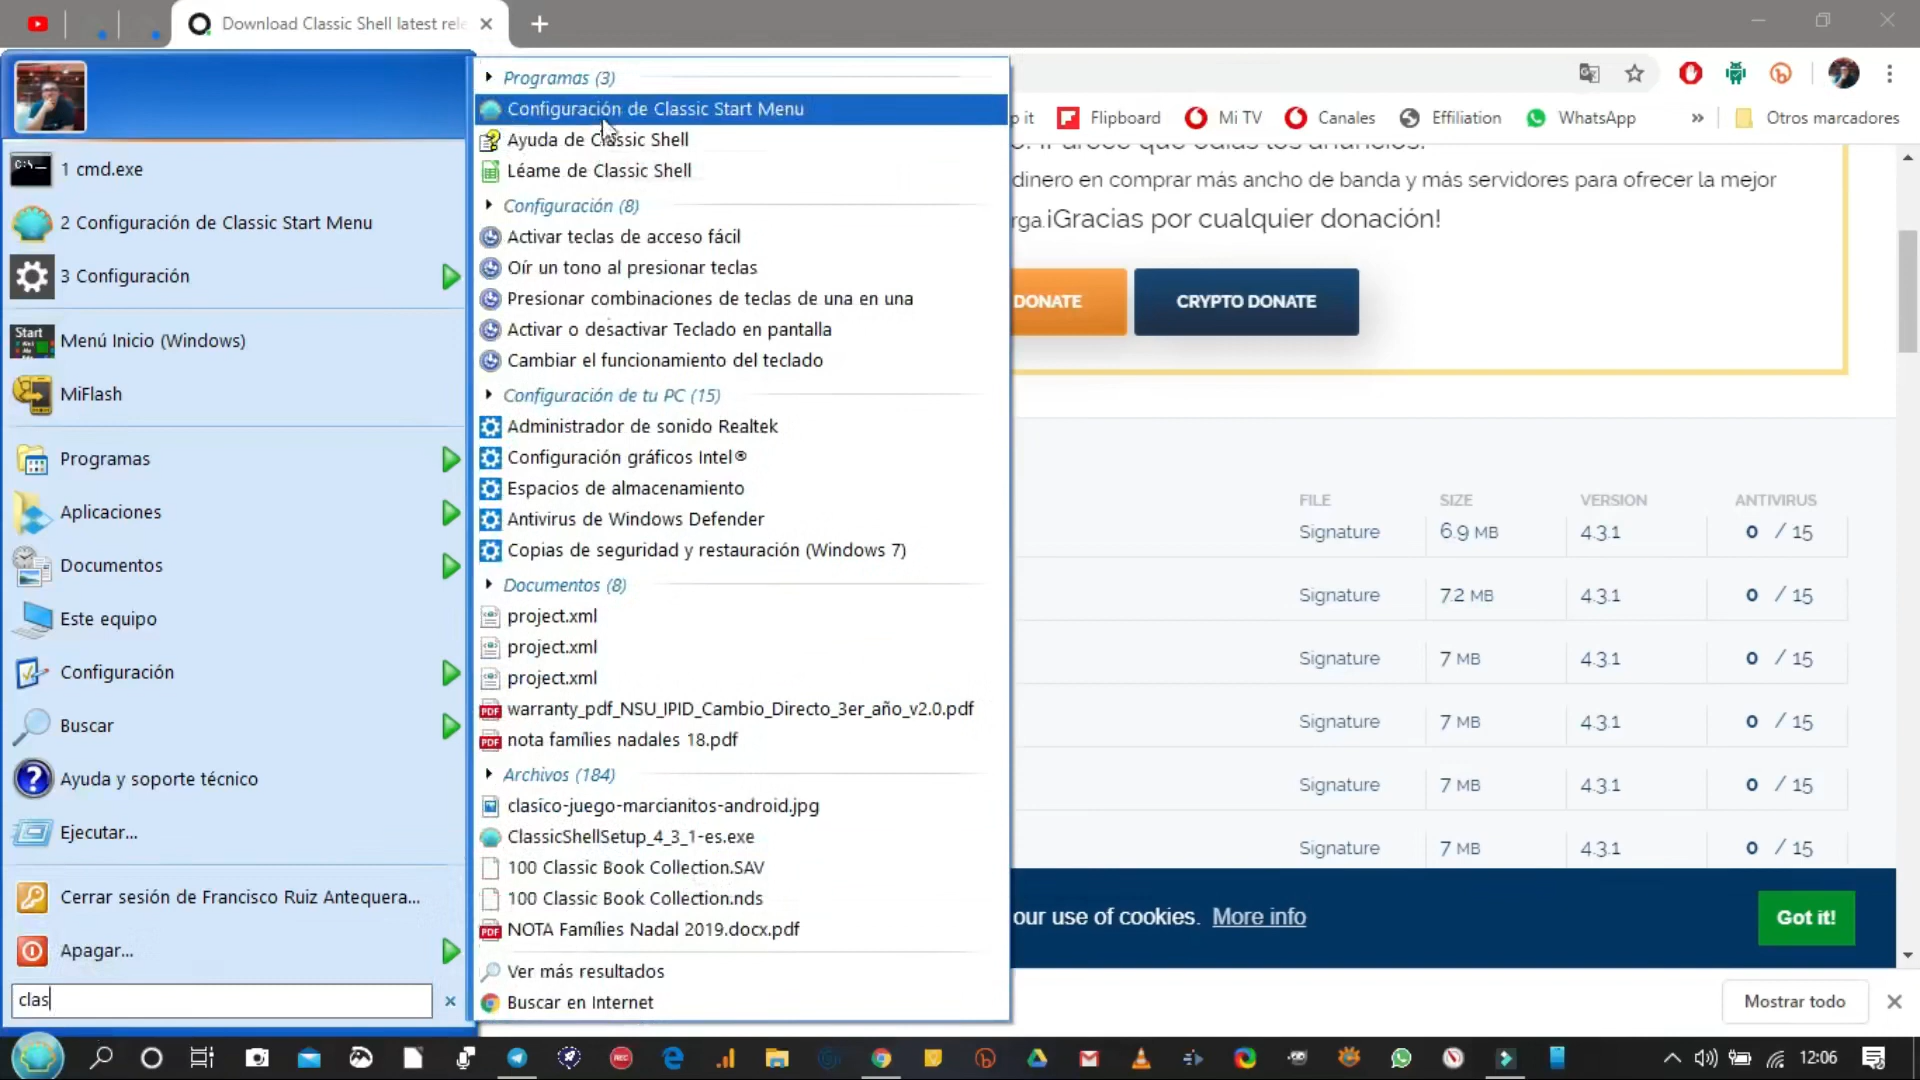 Download Classic Shell latest rele
1 cmd.exe
2 Configuración de Classic Start Menu
3 Configuración
Start
Menú Inicio (Windows)
MiFlash
Programas
Aplicaciones
Documentos
Este equipo
Configuración
Buscar
Ayuda y soporte técnico
Ejecutar...
Cerrar sesión de Francisco Ruiz Antequera...
Apagar...
clas
Programas (3)
Configuración de Classic Start Menu
Ayuda de Classic Shell
Léame de Classic Shell
Configuración (8)
Activar teclas de acceso fácil
Oír un tono al presionar teclas
Presionar combinaciones de teclas de una en una
Activar o desactivar Teclado en pantalla
Cambiar el funcionamiento del teclado
Configuración de tu PC (15)
Administrador de sonido Realtek
Configuración gráficos Intel®
Espacios de almacenamiento
Antivirus de Windows Defender
Copias de seguridad y restauración (Windows 7)
Documentos (8)
project.xml
project.xml
project.xml
warranty_pdf_NSU_IPID_Cambio_Directo_3er_año_v2.0.pdf
nota famílies nadales 18.pdf
Archivos (184)
clasico-juego-marcianitos-android.jpg
ClassicShellSetup_4_3_1-es.exe
100 Classic Book Collection.SAV
100 Classic Book Collection.nds
NOTA Famílies Nadal 2019.docx.pdf
Ver más resultados
Buscar en Internet
p it Flipboard Mi TV Canales Effiliation WhatsApp » Otros marcadores
que odias los anuncios.
dinero en comprar más ancho de banda y más servidores para ofrecer la mejor
rga.¡Gracias por cualquier donación!
DONATE CRYPTO DONATE
FILE SIZE VERSION ANTIVIRUS
Signature 6.9 MB 4.3.1 0 / 15
Signature 7.2 MB 4.3.1 0 / 15
Signature 7 MB 4.3.1 0 / 15
Signature 7 MB 4.3.1 0 / 15
Signature 7 MB 4.3.1 0 / 15
Signature 7 MB 4.3.1 0 / 15
our use of cookies. More info Got it!
Mostrar todo
REC
12:06